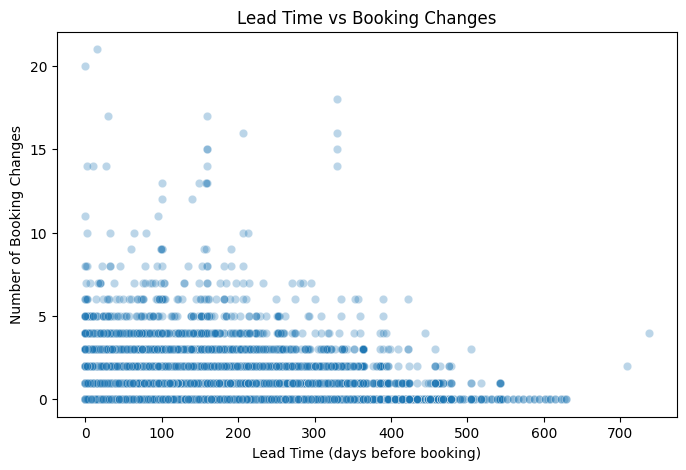 Lead Time vs Booking Changes
Number of Booking Changes
20
15
10
5
0
0 100 200 300 400 500 600 700
Lead Time (days before booking)